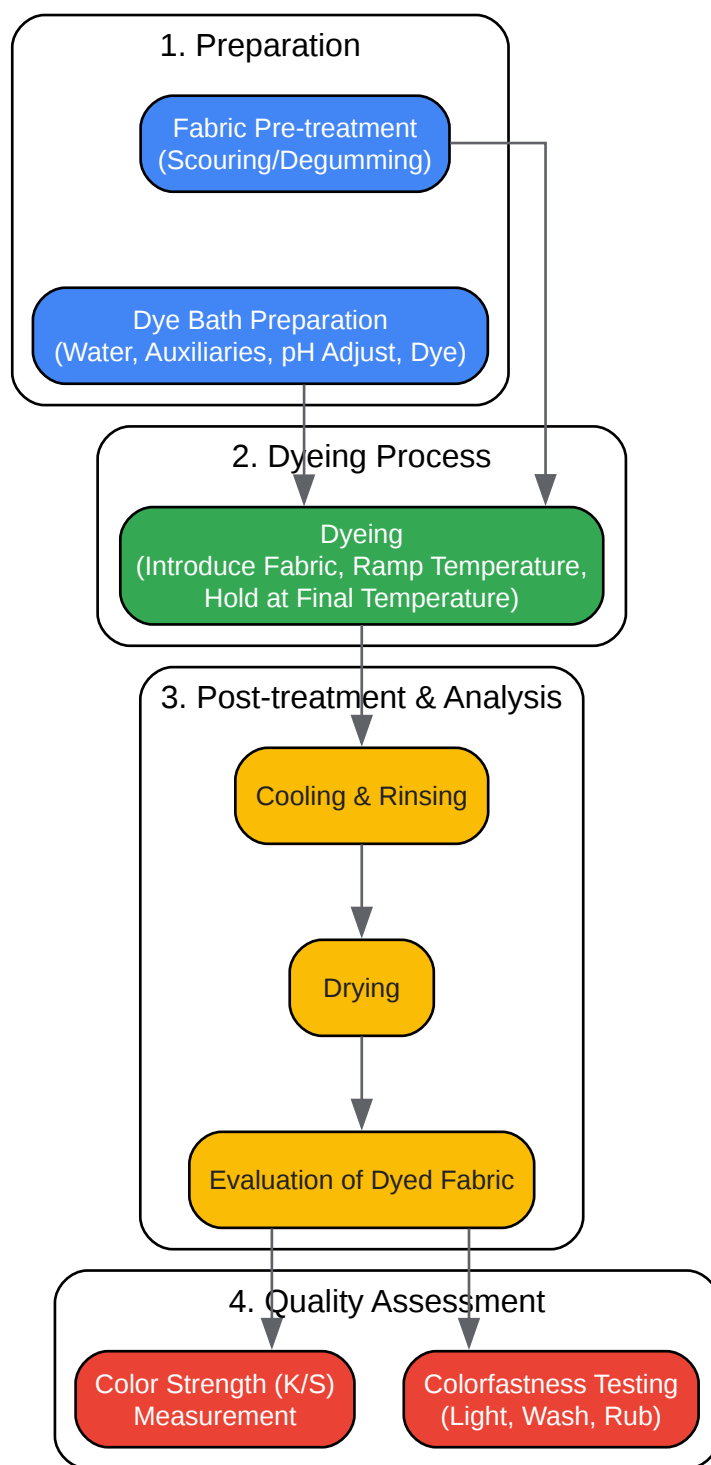 1. Preparation
Fabric Pre-treatment
(Scouring/Degumming)
Dye Bath Preparation
(Water, Auxiliaries, pH Adjust, Dye)
2. Dyeing Process
Dyeing
(Introduce Fabric, Ramp Temperature,
Hold at Final Temperature)
3. Post-treatment & Analysis
Cooling & Rinsing
Drying
Evaluation of Dyed Fabric
4. Quality Assessment
Color Strength (K/S)
Measurement
Colorfastness Testing
(Light, Wash, Rub)